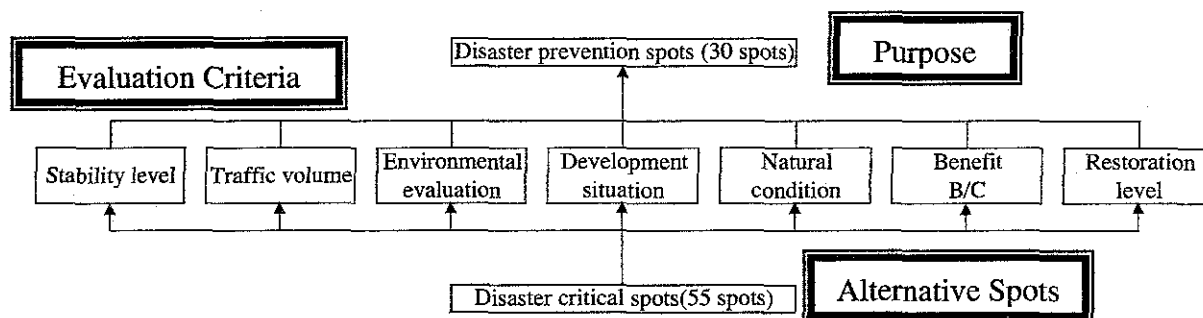 Disaster prevention spots (30 spots)
Purpose
Evaluation Criteria
Stability level
Traffic volume
Environmental
evaluation
Development
situation
Natural
condition
Benefit
B/C
Restoration
level
Disaster critical spots(55 spots)
Alternative Spots